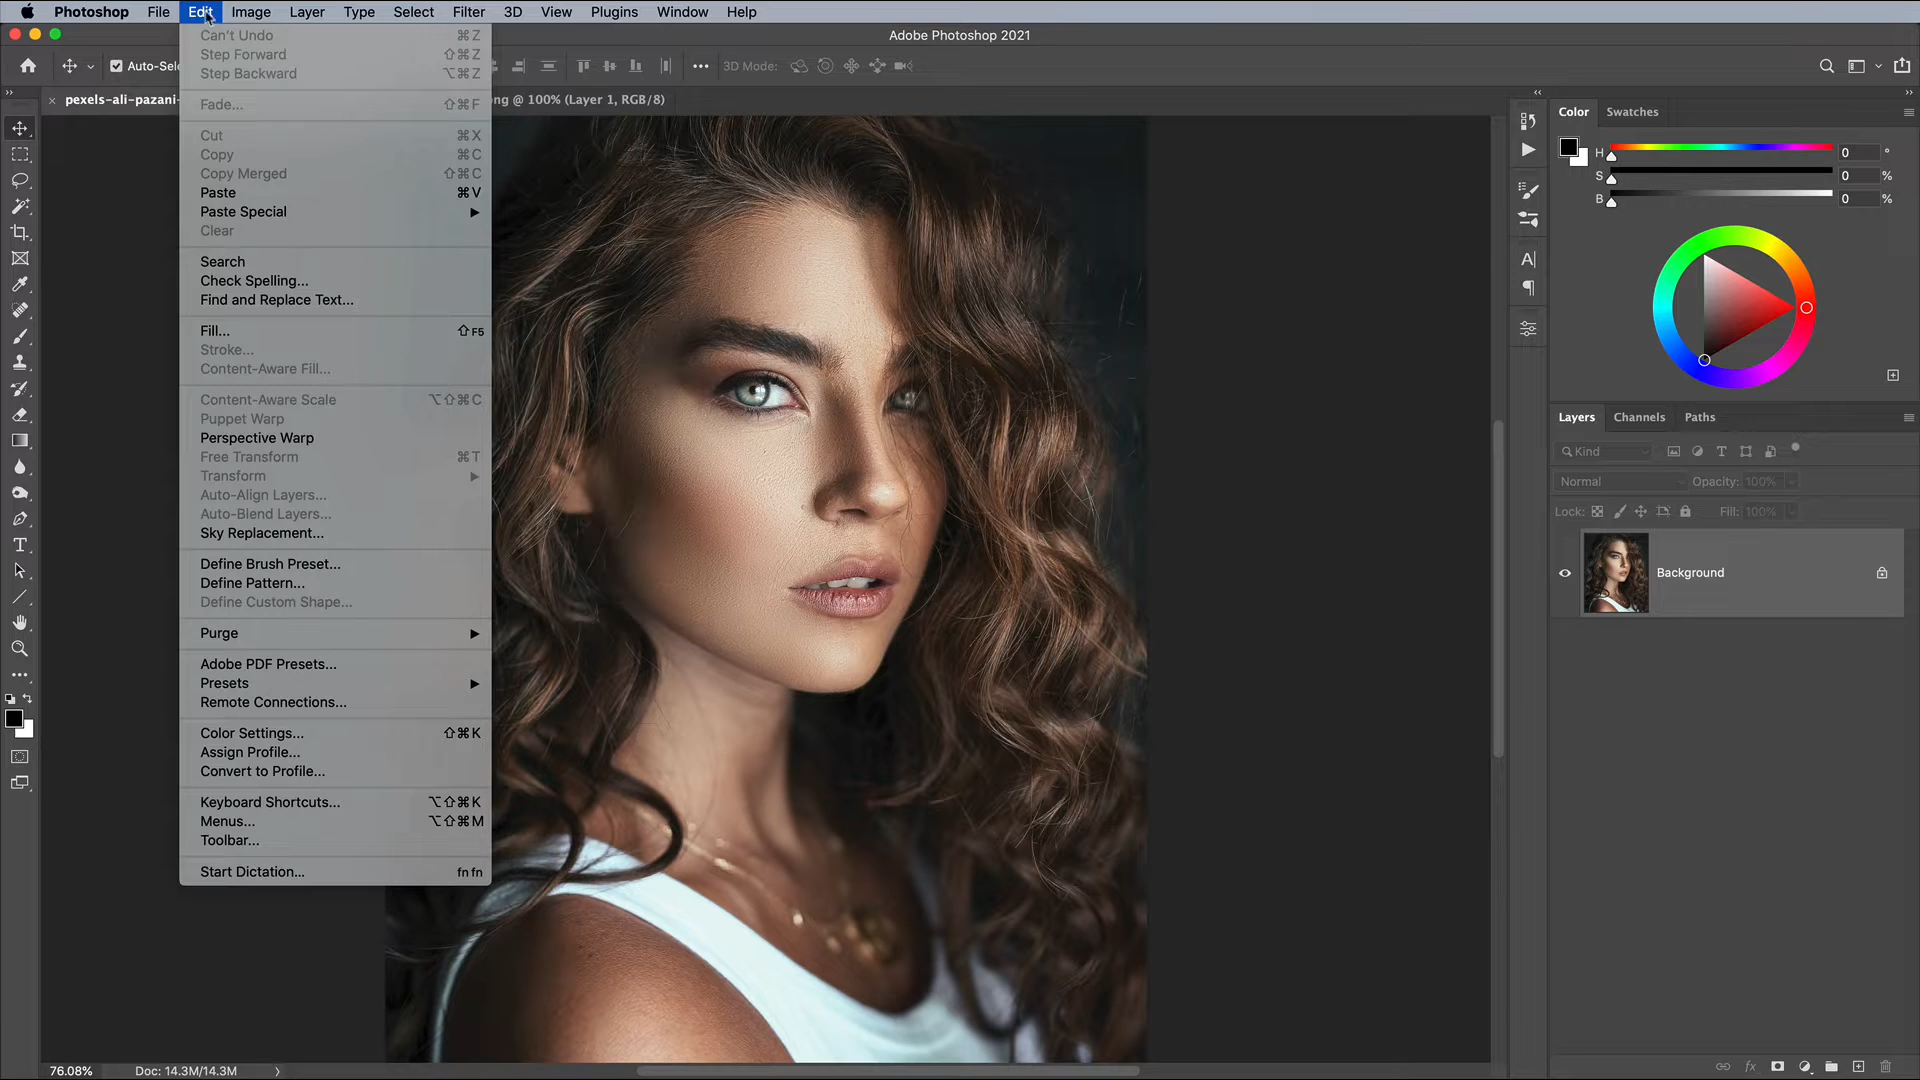 Photoshop File Edit Image Layer Type Select Filter 3D View Plugins Window Help
Adobe Photoshop 2021
Auto-Sele
3D Mode:
pexels-ali-pazani-
ng @ 100% (Layer 1, RGB/8)
Can't Undo ⌘Z
Step Forward ⇧⌘Z
Step Backward ⌥⌘Z
Fade... ⇧⌘F
Cut ⌘X
Copy ⌘C
Copy Merged ⇧⌘C
Paste ⌘V
Paste Special
Clear
Search
Check Spelling...
Find and Replace Text...
Fill... ⇧F5
Stroke...
Content-Aware Fill...
Content-Aware Scale ⌥⇧⌘C
Puppet Warp
Perspective Warp
Free Transform ⌘T
Transform
Auto-Align Layers...
Auto-Blend Layers...
Sky Replacement...
Define Brush Preset...
Define Pattern...
Define Custom Shape...
Purge
Adobe PDF Presets...
Presets
Remote Connections...
Color Settings... ⇧⌘K
Assign Profile...
Convert to Profile...
Keyboard Shortcuts... ⌥⇧⌘K
Menus... ⌥⇧⌘M
Toolbar...
Start Dictation... fn fn
Color Swatches
H 0 °
S 0 %
B 0 %
Layers Channels Paths
Kind
Normal Opacity: 100%
Lock: Fill: 100%
Background
76.08% Doc: 14.3M/14.3M